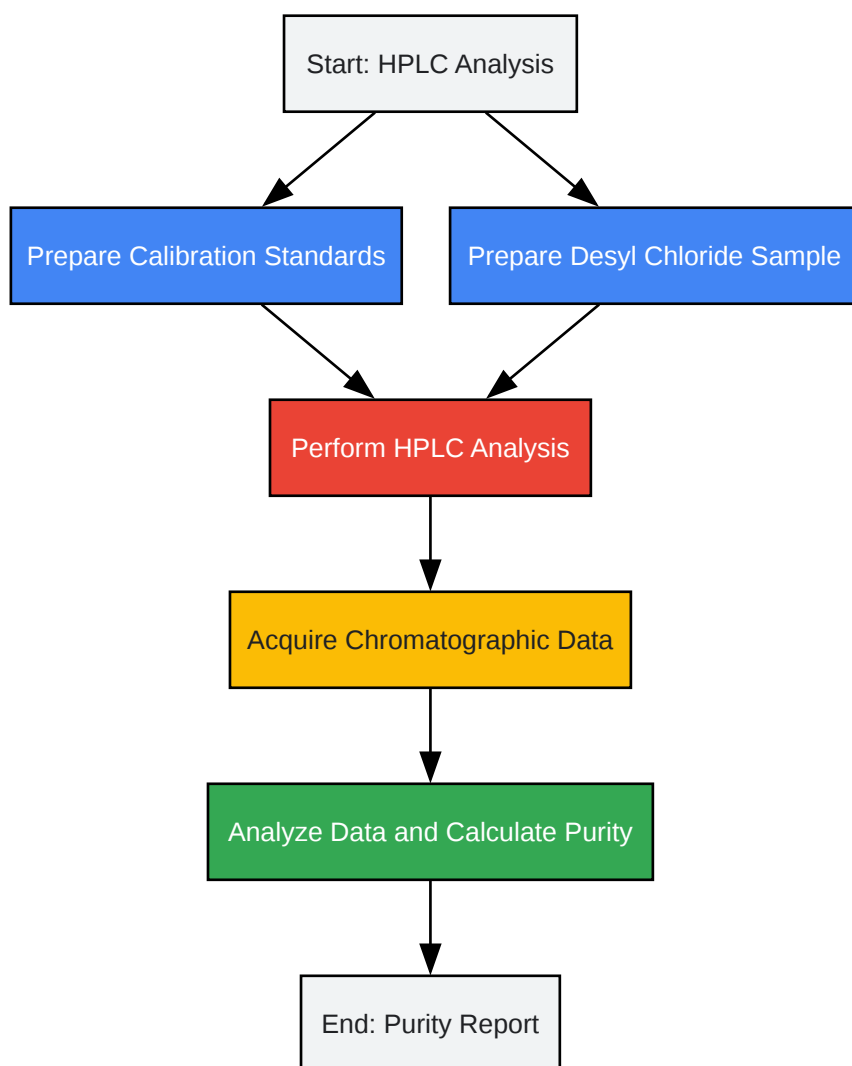 Start: HPLC Analysis
Prepare Calibration Standards
Prepare Desyl Chloride Sample
Perform HPLC Analysis
Acquire Chromatographic Data
Analyze Data and Calculate Purity
End: Purity Report